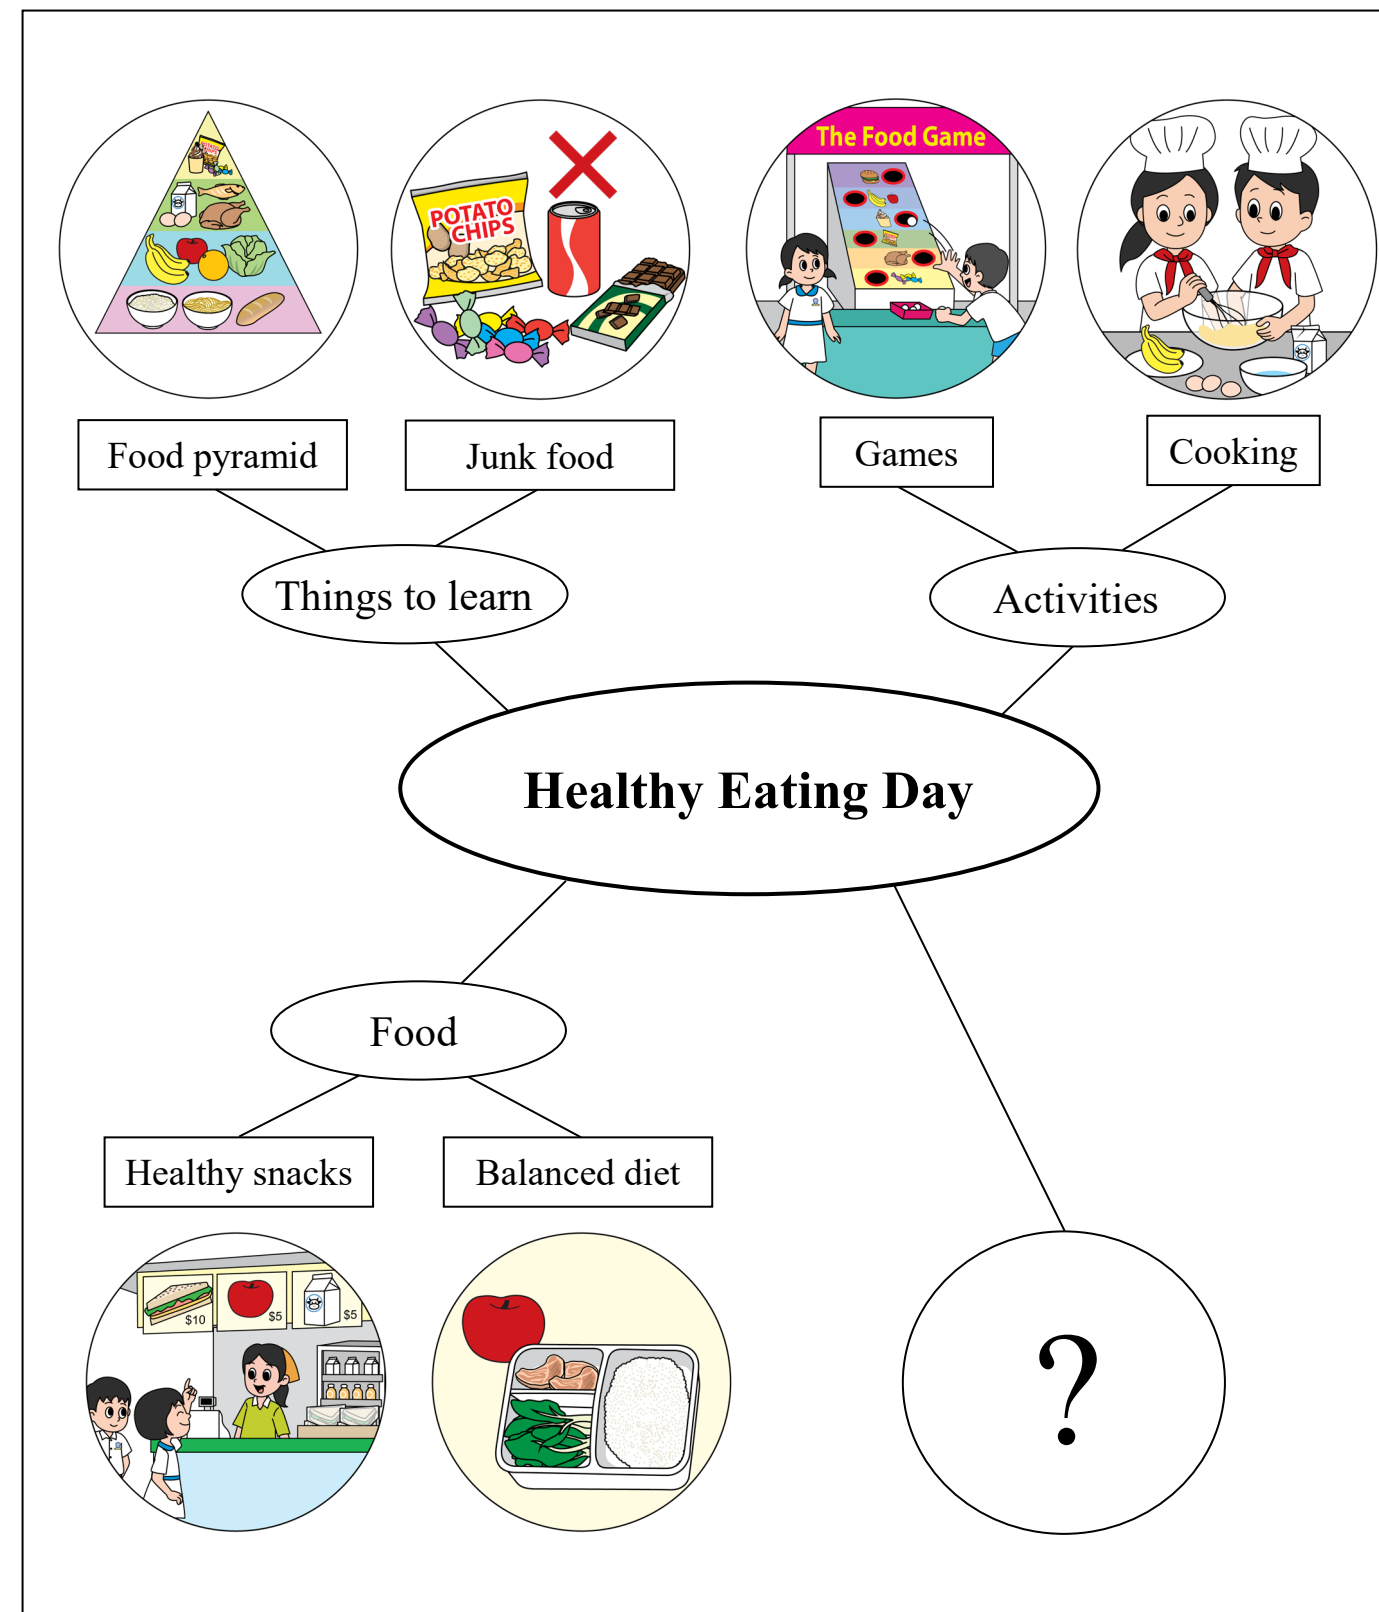 The Food Game
POTATO
CHIPS
Food pyramid
Junk food
Games
Cooking
Things to learn
Activities
Healthy Eating Day
Food
Healthy snacks
Balanced diet
$10
$5
$5
?